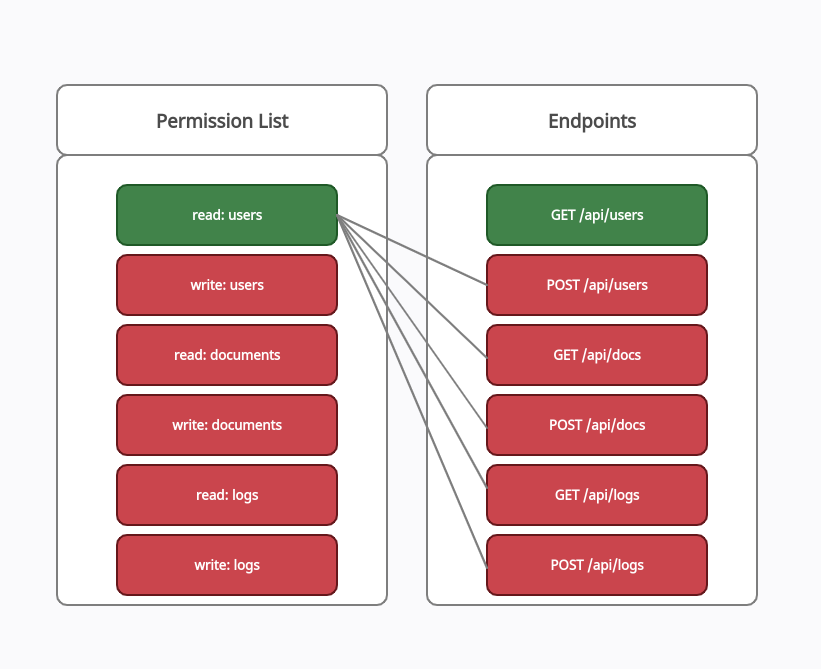 Permission List
read: users
write: users
read: documents
write: documents
read: logs
write: logs
Endpoints
GET /api/users
POST /api/users
GET /api/docs
POST /api/docs
GET /api/logs
POST /api/logs